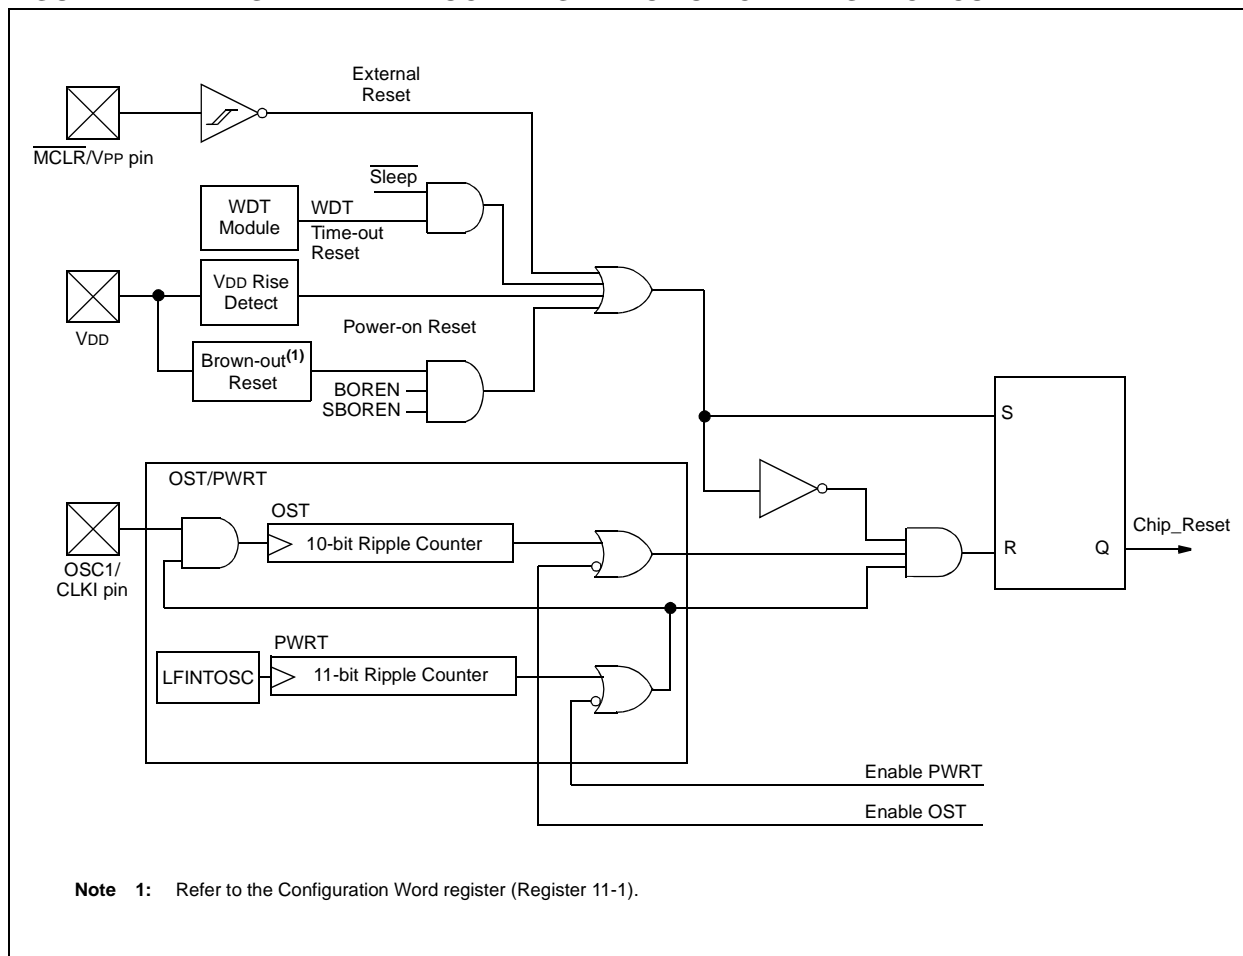 External
Reset
MCLR/VPP pin
Sleep
WDT
Module
WDT
Time-out
Reset
VDD Rise
Detect
VDD
Power-on Reset
Brown-out(1)
Reset
BOREN
SBOREN
S
OST/PWRT
OST
10-bit Ripple Counter
OSC1/
CLKI pin
R
Q
Chip_Reset
PWRT
LFINTOSC
11-bit Ripple Counter
Enable PWRT
Enable OST
Note 1: Refer to the Configuration Word register (Register 11-1).